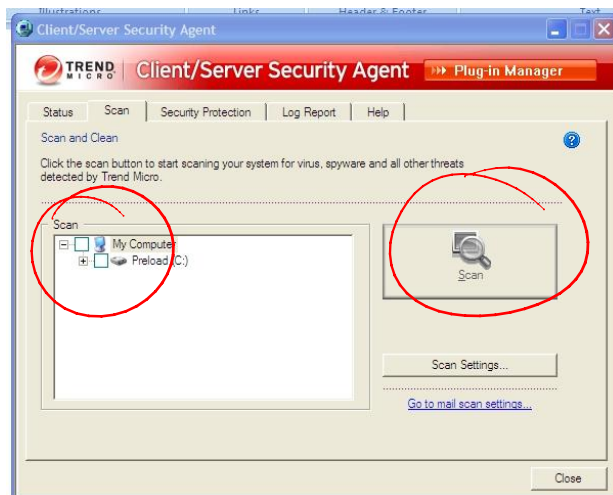 Illustrations Links Header & Footer Text
Client/Server Security Agent
TREND MICRO Client/Server Security Agent Plug-in Manager
Status Scan Security Protection Log Report Help
Scan and Clean
Click the scan button to start scaning your system for virus, spyware and all other threats
detected by Trend Micro.
Scan
My Computer
Preload (C:)
Scan
Scan Settings...
Go to mail scan settings...
Close